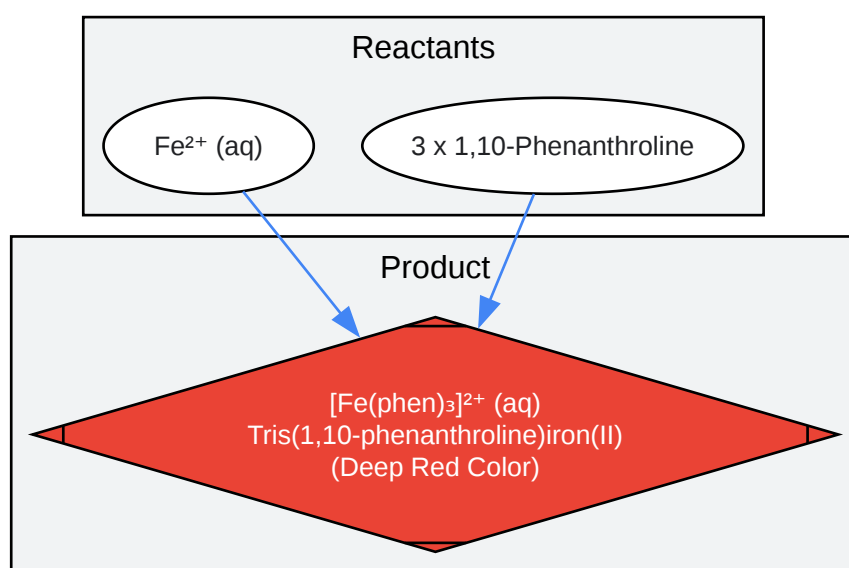 Reactants
Fe²⁺ (aq)
3 x 1,10-Phenanthroline
Product
[Fe(phen)₃]²⁺ (aq)
Tris(1,10-phenanthroline)iron(II)
(Deep Red Color)